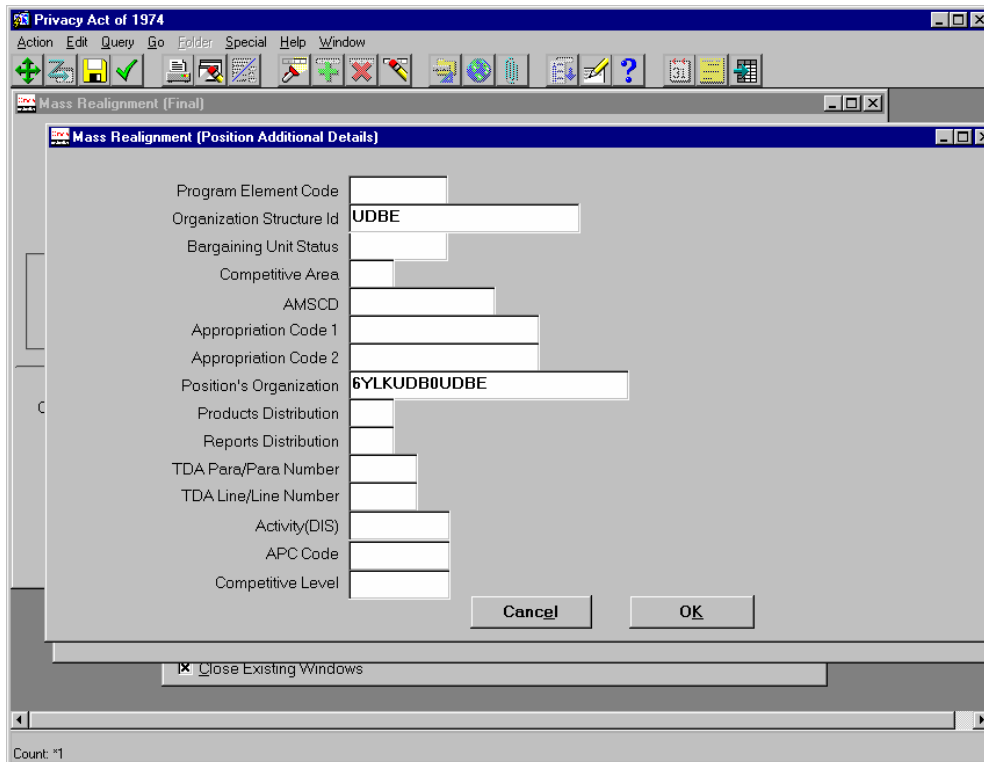 Privacy Act of 1974
Action Edit Query Go Folder Special Help Window
31
Mass Realignment (Final)
Mass Realignment (Position Additional Details)
Program Element Code
Organization Structure Id UDBE
Bargaining Unit Status
Competitive Area
AMSCD
Appropriation Code 1
Appropriation Code 2
Position's Organization 6YLKUDB0UDBE
C
Products Distribution
Reports Distribution
TDA Para/Para Number
TDA Line/Line Number
Activity(DIS)
APC Code
Competitive Level
Cancel OK
Close Existing Windows
Count: *1